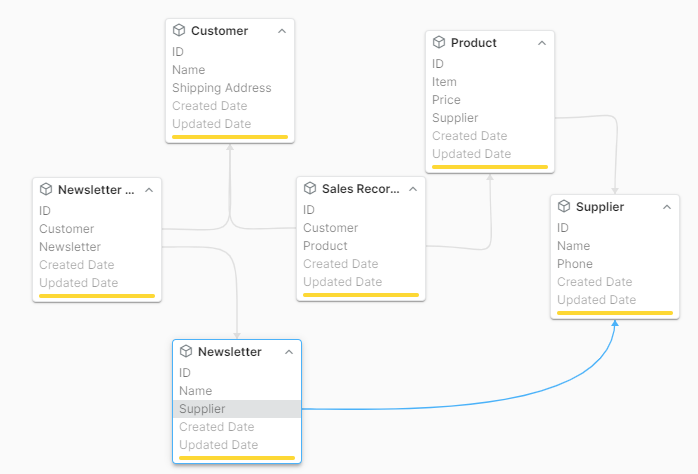 Customer
ID
Name
Shipping Address
Created Date
Updated Date
Product
ID
Item
Price
Supplier
Created Date
Updated Date
Newsletter ...
ID
Customer
Newsletter
Created Date
Updated Date
Sales Recor...
ID
Customer
Product
Created Date
Updated Date
Supplier
ID
Name
Phone
Created Date
Updated Date
Newsletter
ID
Name
Supplier
Created Date
Updated Date